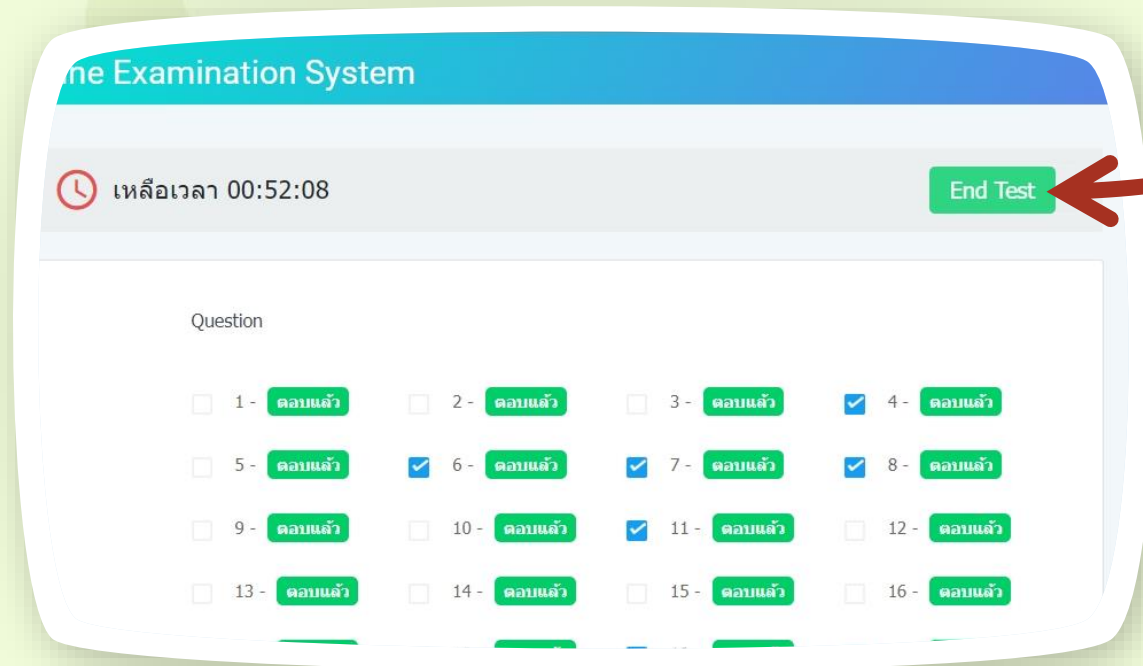 Examination System
เหลือเวลา 00:52:08
End Test
Question
1 - ตอบแล้ว 2 - ตอบแล้ว 3 - ตอบแล้ว 4 - ตอบแล้ว
5 - ตอบแล้ว 6 - ตอบแล้ว 7 - ตอบแล้ว 8 - ตอบแล้ว
9 - ตอบแล้ว 10 - ตอบแล้ว 11 - ตอบแล้ว 12 - ตอบแล้ว
13 - ตอบแล้ว 14 - ตอบแล้ว 15 - ตอบแล้ว 16 - ตอบแล้ว